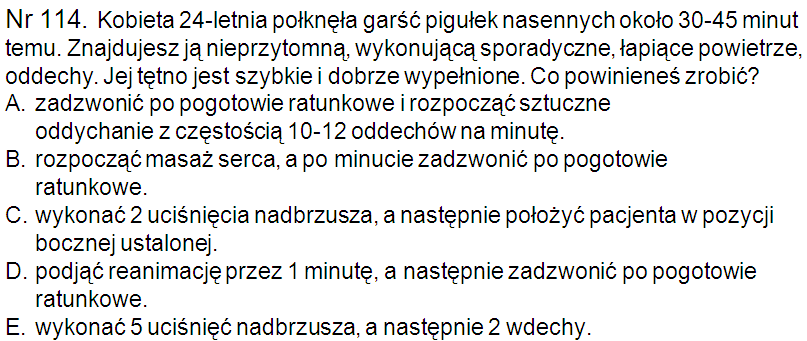 Nr 114. Kobieta 24-letnia połknęła garść pigułek nasennych około 30-45 minut
temu. Znajdujesz ją nieprzytomną, wykonującą sporadyczne, łapiące powietrze,
oddechy. Jej tętno jest szybkie i dobrze wypełnione. Co powinieneś zrobić?
A. zadzwonić po pogotowie ratunkowe i rozpocząć sztuczne
oddychanie z częstością 10-12 oddechów na minutę.
B. rozpocząć masaż serca, a po minucie zadzwonić po pogotowie
ratunkowe.
C. wykonać 2 uciśnięcia nadbrzusza, a następnie położyć pacjenta w pozycji
bocznej ustalonej.
D. podjąć reanimację przez 1 minutę, a następnie zadzwonić po pogotowie
ratunkowe.
E. wykonać 5 uciśnięć nadbrzusza, a następnie 2 wdechy.